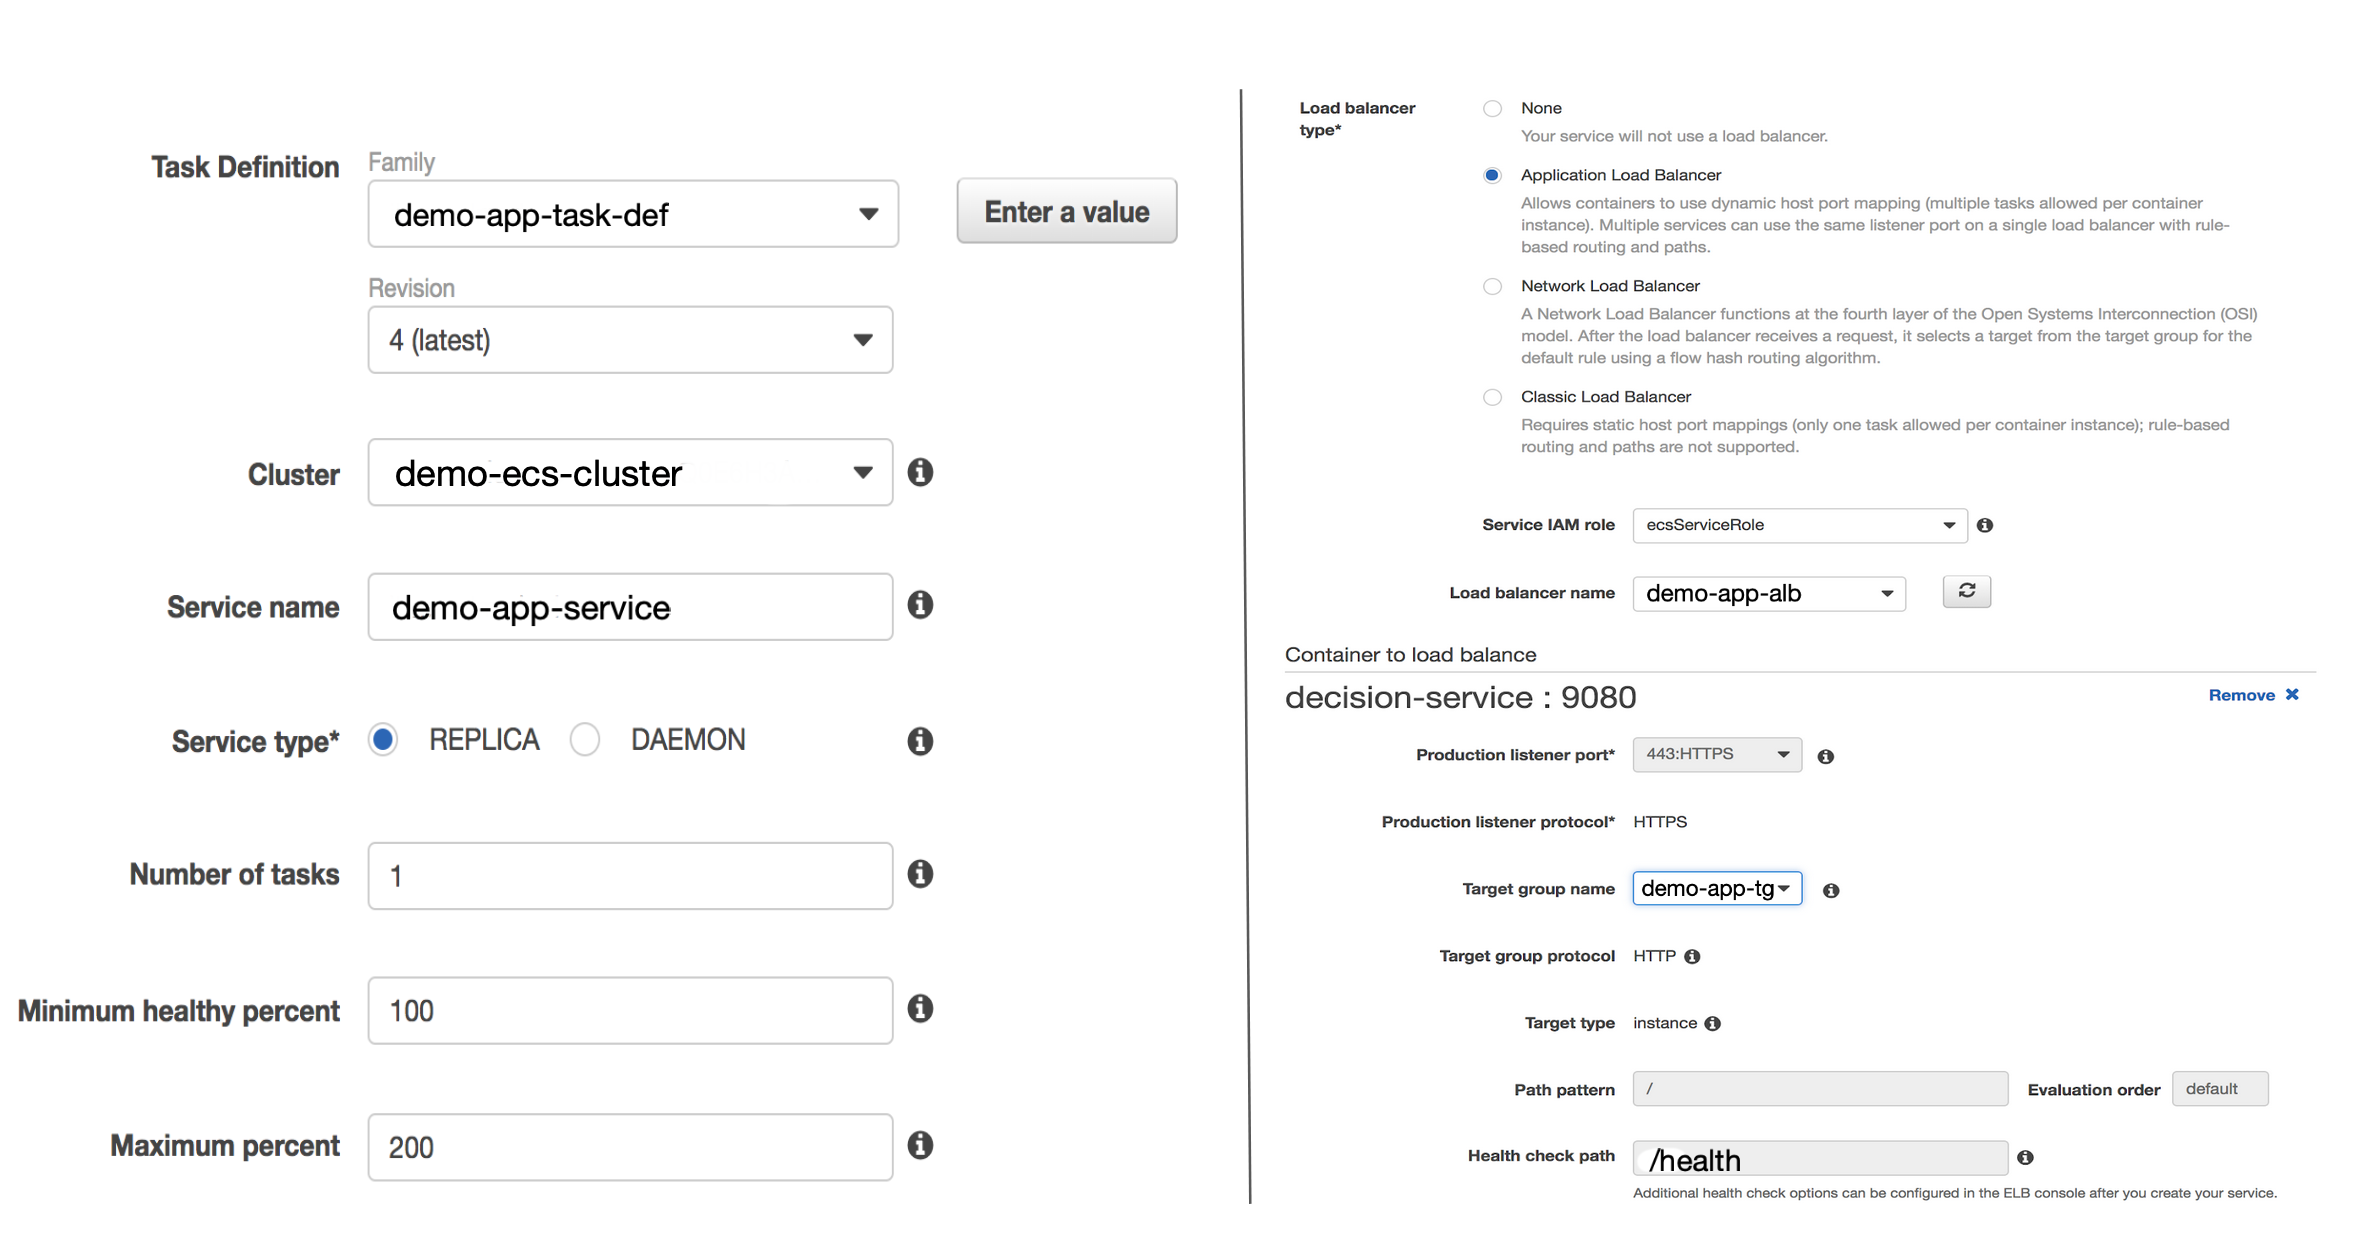 Task Definition
Family
demo-app-task-def
Enter a value
Revision
4 (latest)
Cluster
demo-ecs-cluster
Service name
demo-app-service
Service type*
REPLICA
DAEMON
Number of tasks
1
Minimum healthy percent
100
Maximum percent
200
Load balancer
type*
None
Your service will not use a load balancer.
Application Load Balancer
Allows containers to use dynamic host port mapping (multiple tasks allowed per container
instance). Multiple services can use the same listener port on a single load balancer with rule-
based routing and paths.
Network Load Balancer
A Network Load Balancer functions at the fourth layer of the Open Systems Interconnection (OSI)
model. After the load balancer receives a request, it selects a target from the target group for the
default rule using a flow hash routing algorithm.
Classic Load Balancer
Requires static host port mappings (only one task allowed per container instance); rule-based
routing and paths are not supported.
Service IAM role
ecsServiceRole
Load balancer name
demo-app-alb
Container to load balance
decision-service : 9080
Remove
Production listener port*
443:HTTPS
Production listener protocol*
HTTPS
Target group name
demo-app-tg
Target group protocol
HTTP
Target type
instance
Path pattern
/
Evaluation order
default
Health check path
/health
Additional health check options can be configured in the ELB console after you create your service.